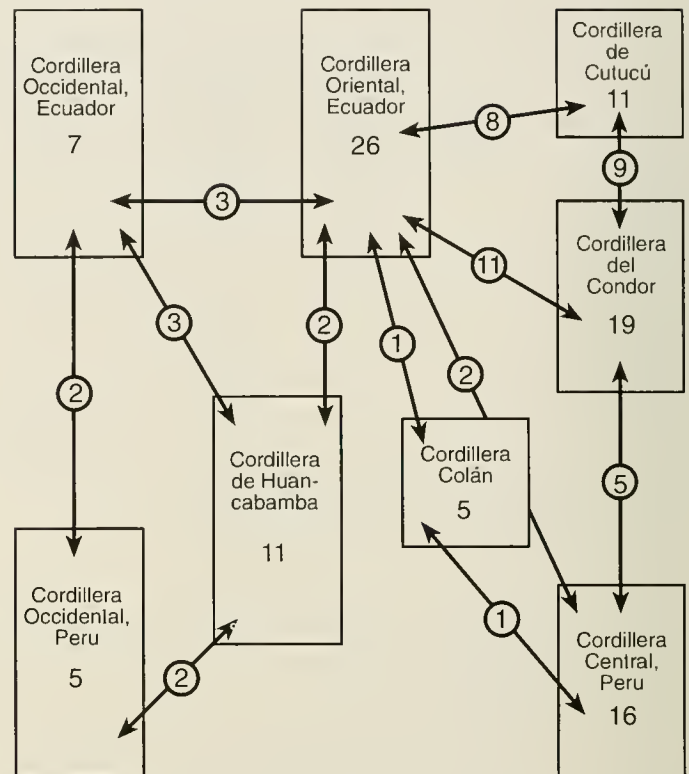 Cordillera
Occidental,
Ecuador
7
Cordillera
Oriental,
Ecuador
26
Cordillera
de
Cutucú
11
8
9
3
Cordillera
del
Condor
19
11
3
2
1
2
2
Cordillera
de Huan-
cabamba
11
Cordillera
Colán
5
5
Cordillera
Occidental,
Peru
5
2
1
Cordillera
Central,
Peru
16